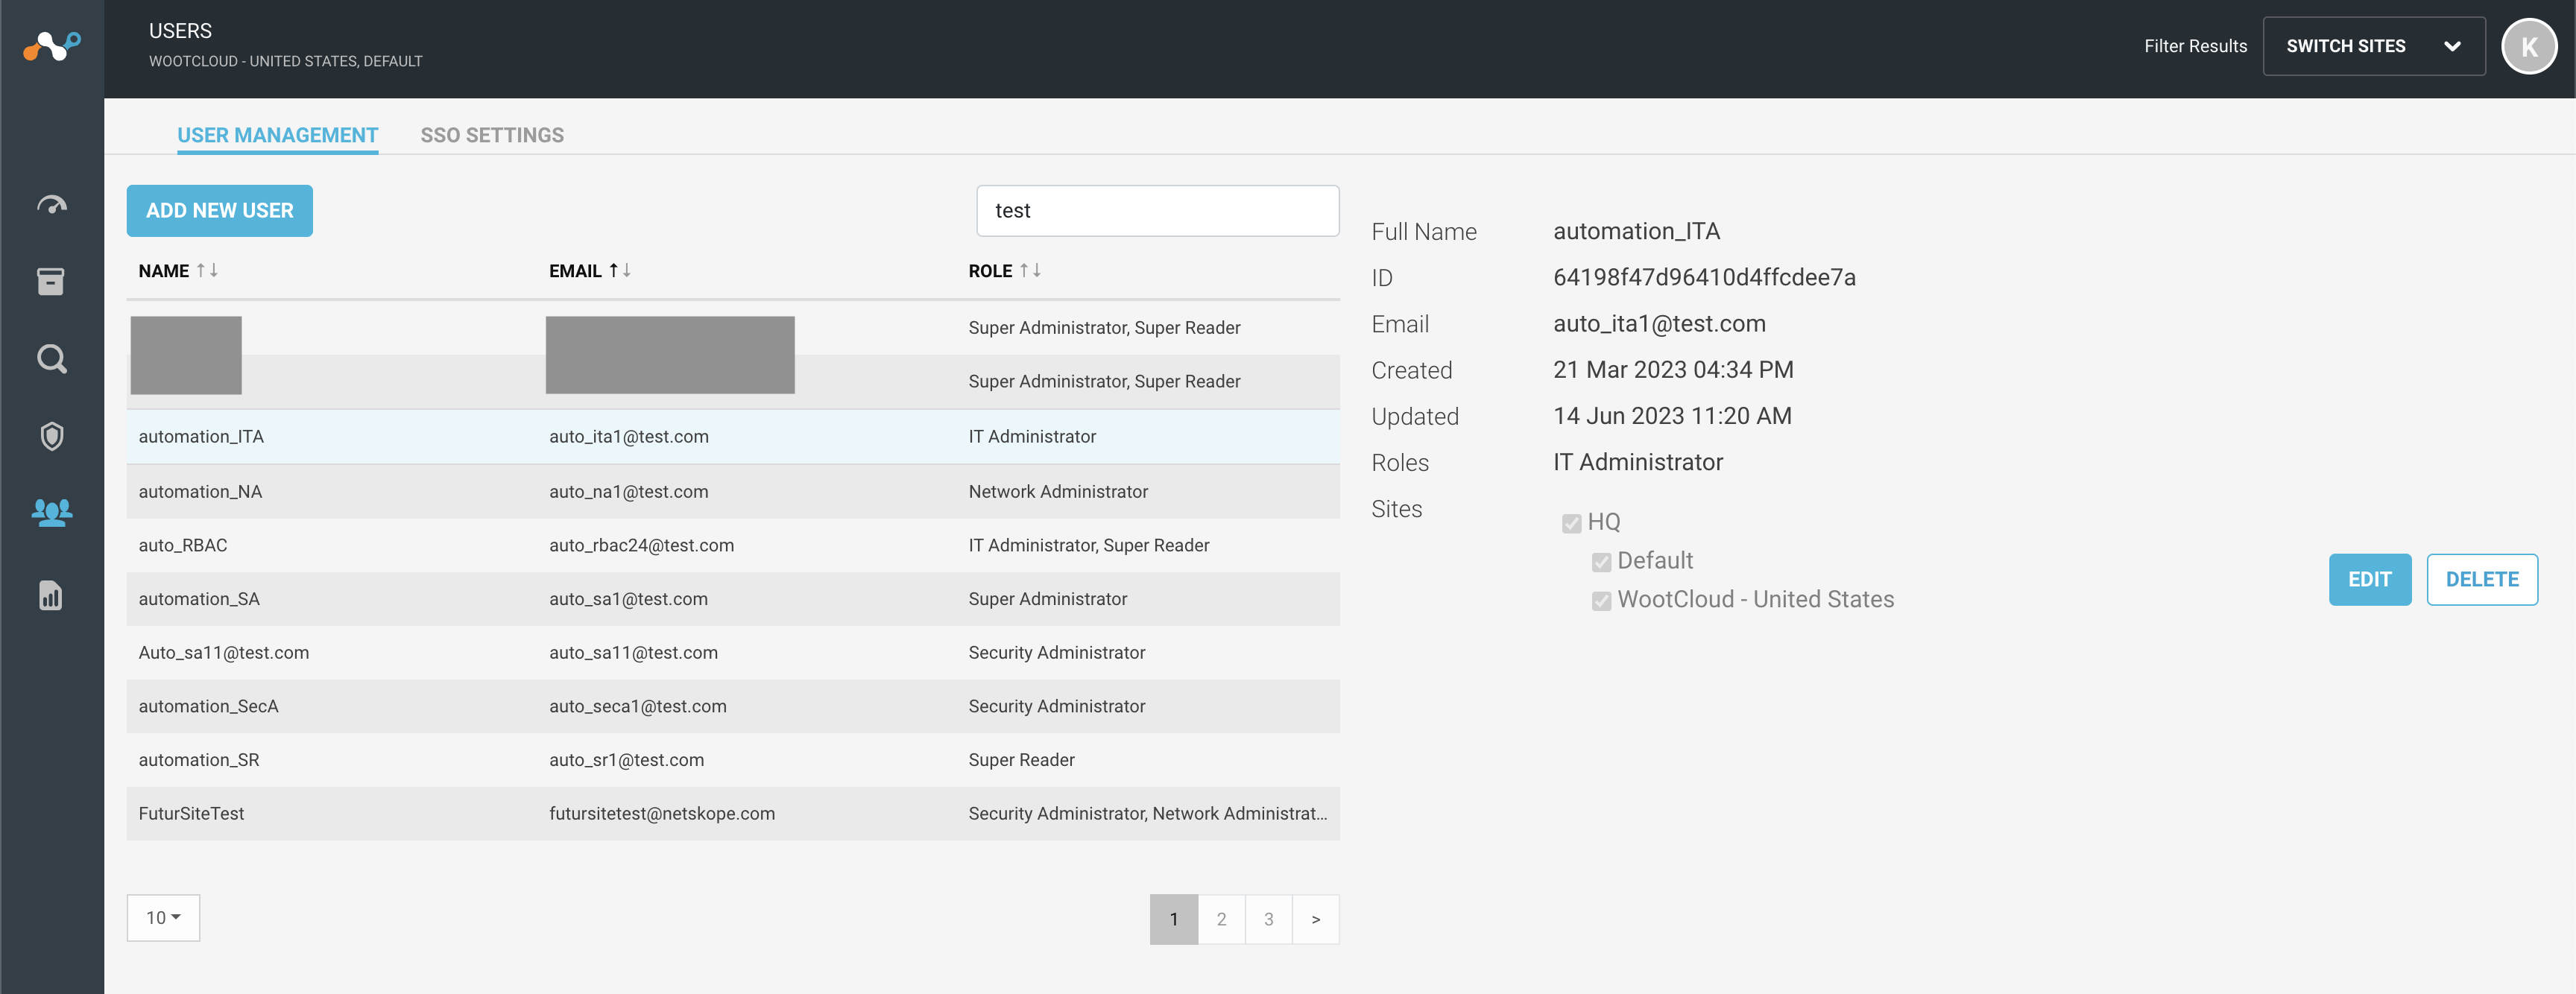 USERS
WOOTCLOUD - UNITED STATES, DEFAULT
Filter Results
SWITCH SITES
K
USER MANAGEMENT
SSO SETTINGS
ADD NEW USER
test
NAME EMAIL ROLE
Super Administrator, Super Reader
Super Administrator, Super Reader
automation_ITA auto_ita1@test.com IT Administrator
automation_NA auto_na1@test.com Network Administrator
auto_RBAC auto_rbac24@test.com IT Administrator, Super Reader
automation_SA auto_sa1@test.com Super Administrator
Auto_sa11@test.com auto_sa11@test.com Security Administrator
automation_SecA auto_seca1@test.com Security Administrator
automation_SR auto_sr1@test.com Super Reader
FuturSiteTest futursitetest@netskope.com Security Administrator, Network Administrat...
10
1 2 3 >
Full Name automation_ITA
ID 64198f47d96410d4ffcdee7a
Email auto_ita1@test.com
Created 21 Mar 2023 04:34 PM
Updated 14 Jun 2023 11:20 AM
Roles IT Administrator
Sites
HQ
Default
WootCloud - United States
EDIT
DELETE